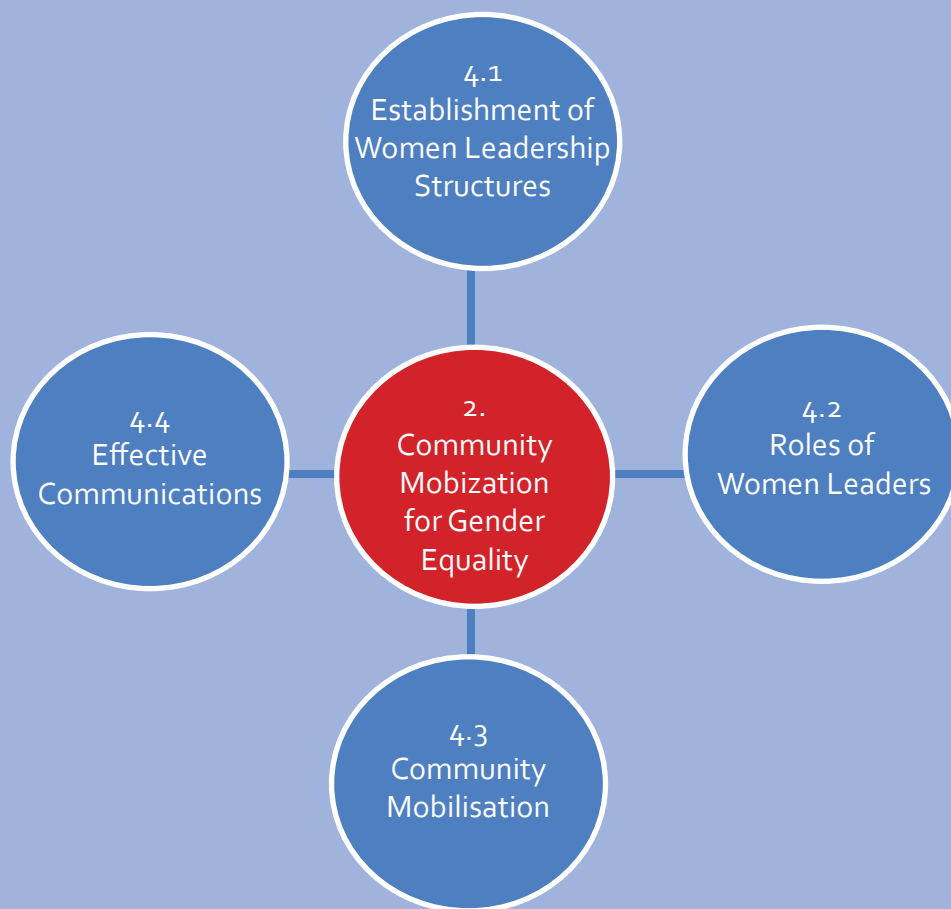 4.1
Establishment of
Women Leadership
Structures
4.4
Effective
Communications
2.
Community
Mobization
for Gender
Equality
4.2
Roles of
Women Leaders
4.3
Community
Mobilisation